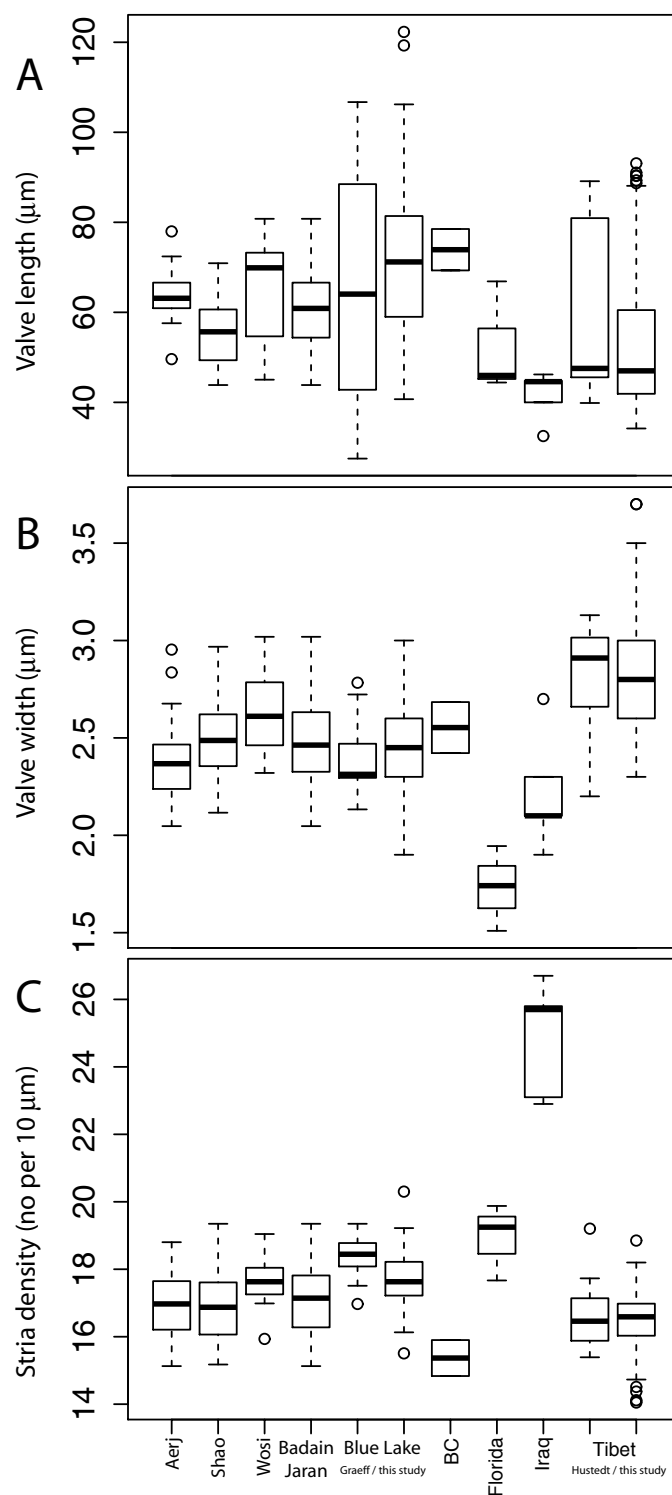 A
Valve length (μm)
120
100
80
60
40
B
Valve width (μm)
3.5
3.0
2.5
2.0
1.5
C
Stria density (no per 10 μm)
26
24
22
20
18
16
14
Aerj
Shao
Wosi
Badain
Jaran
Blue Lake
Graeff / this study
BC
Florida
Iraq
Tibet
Hustedt / this study